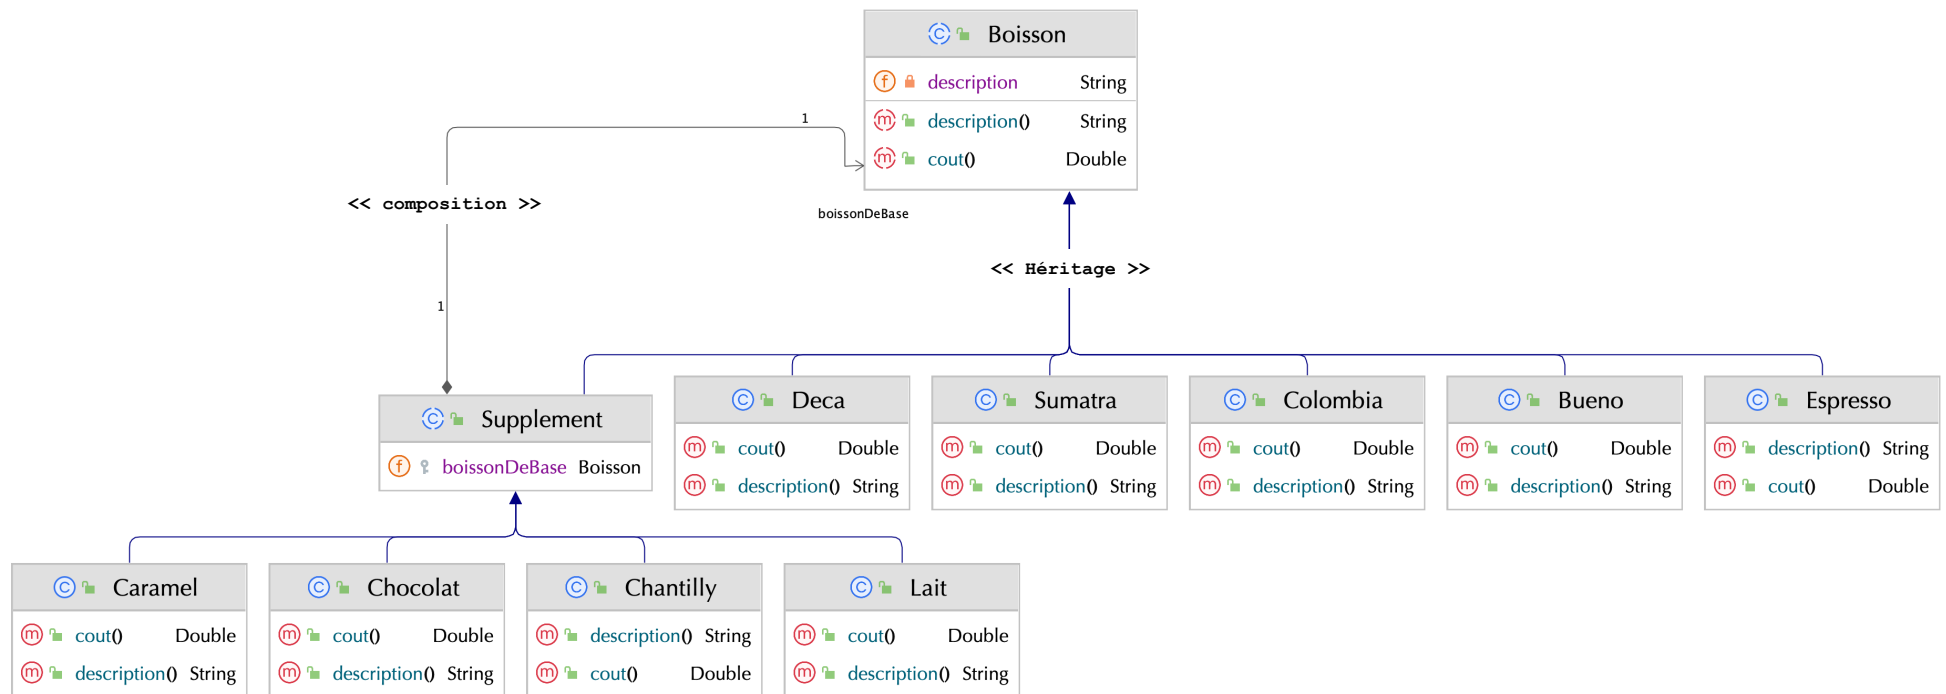 Boisson
description String
description() String
cout() Double
1
<< composition >>
boissonDeBase
<< Héritage >>
1
Supplement
boissonDeBase Boisson
Deca
cout() Double
description() String
Sumatra
cout() Double
description() String
Colombia
cout() Double
description() String
Bueno
cout() Double
description() String
Espresso
description() String
cout() Double
Caramel
cout() Double
description() String
Chocolat
cout() Double
description() String
Chantilly
description() String
cout() Double
Lait
cout() Double
description() String